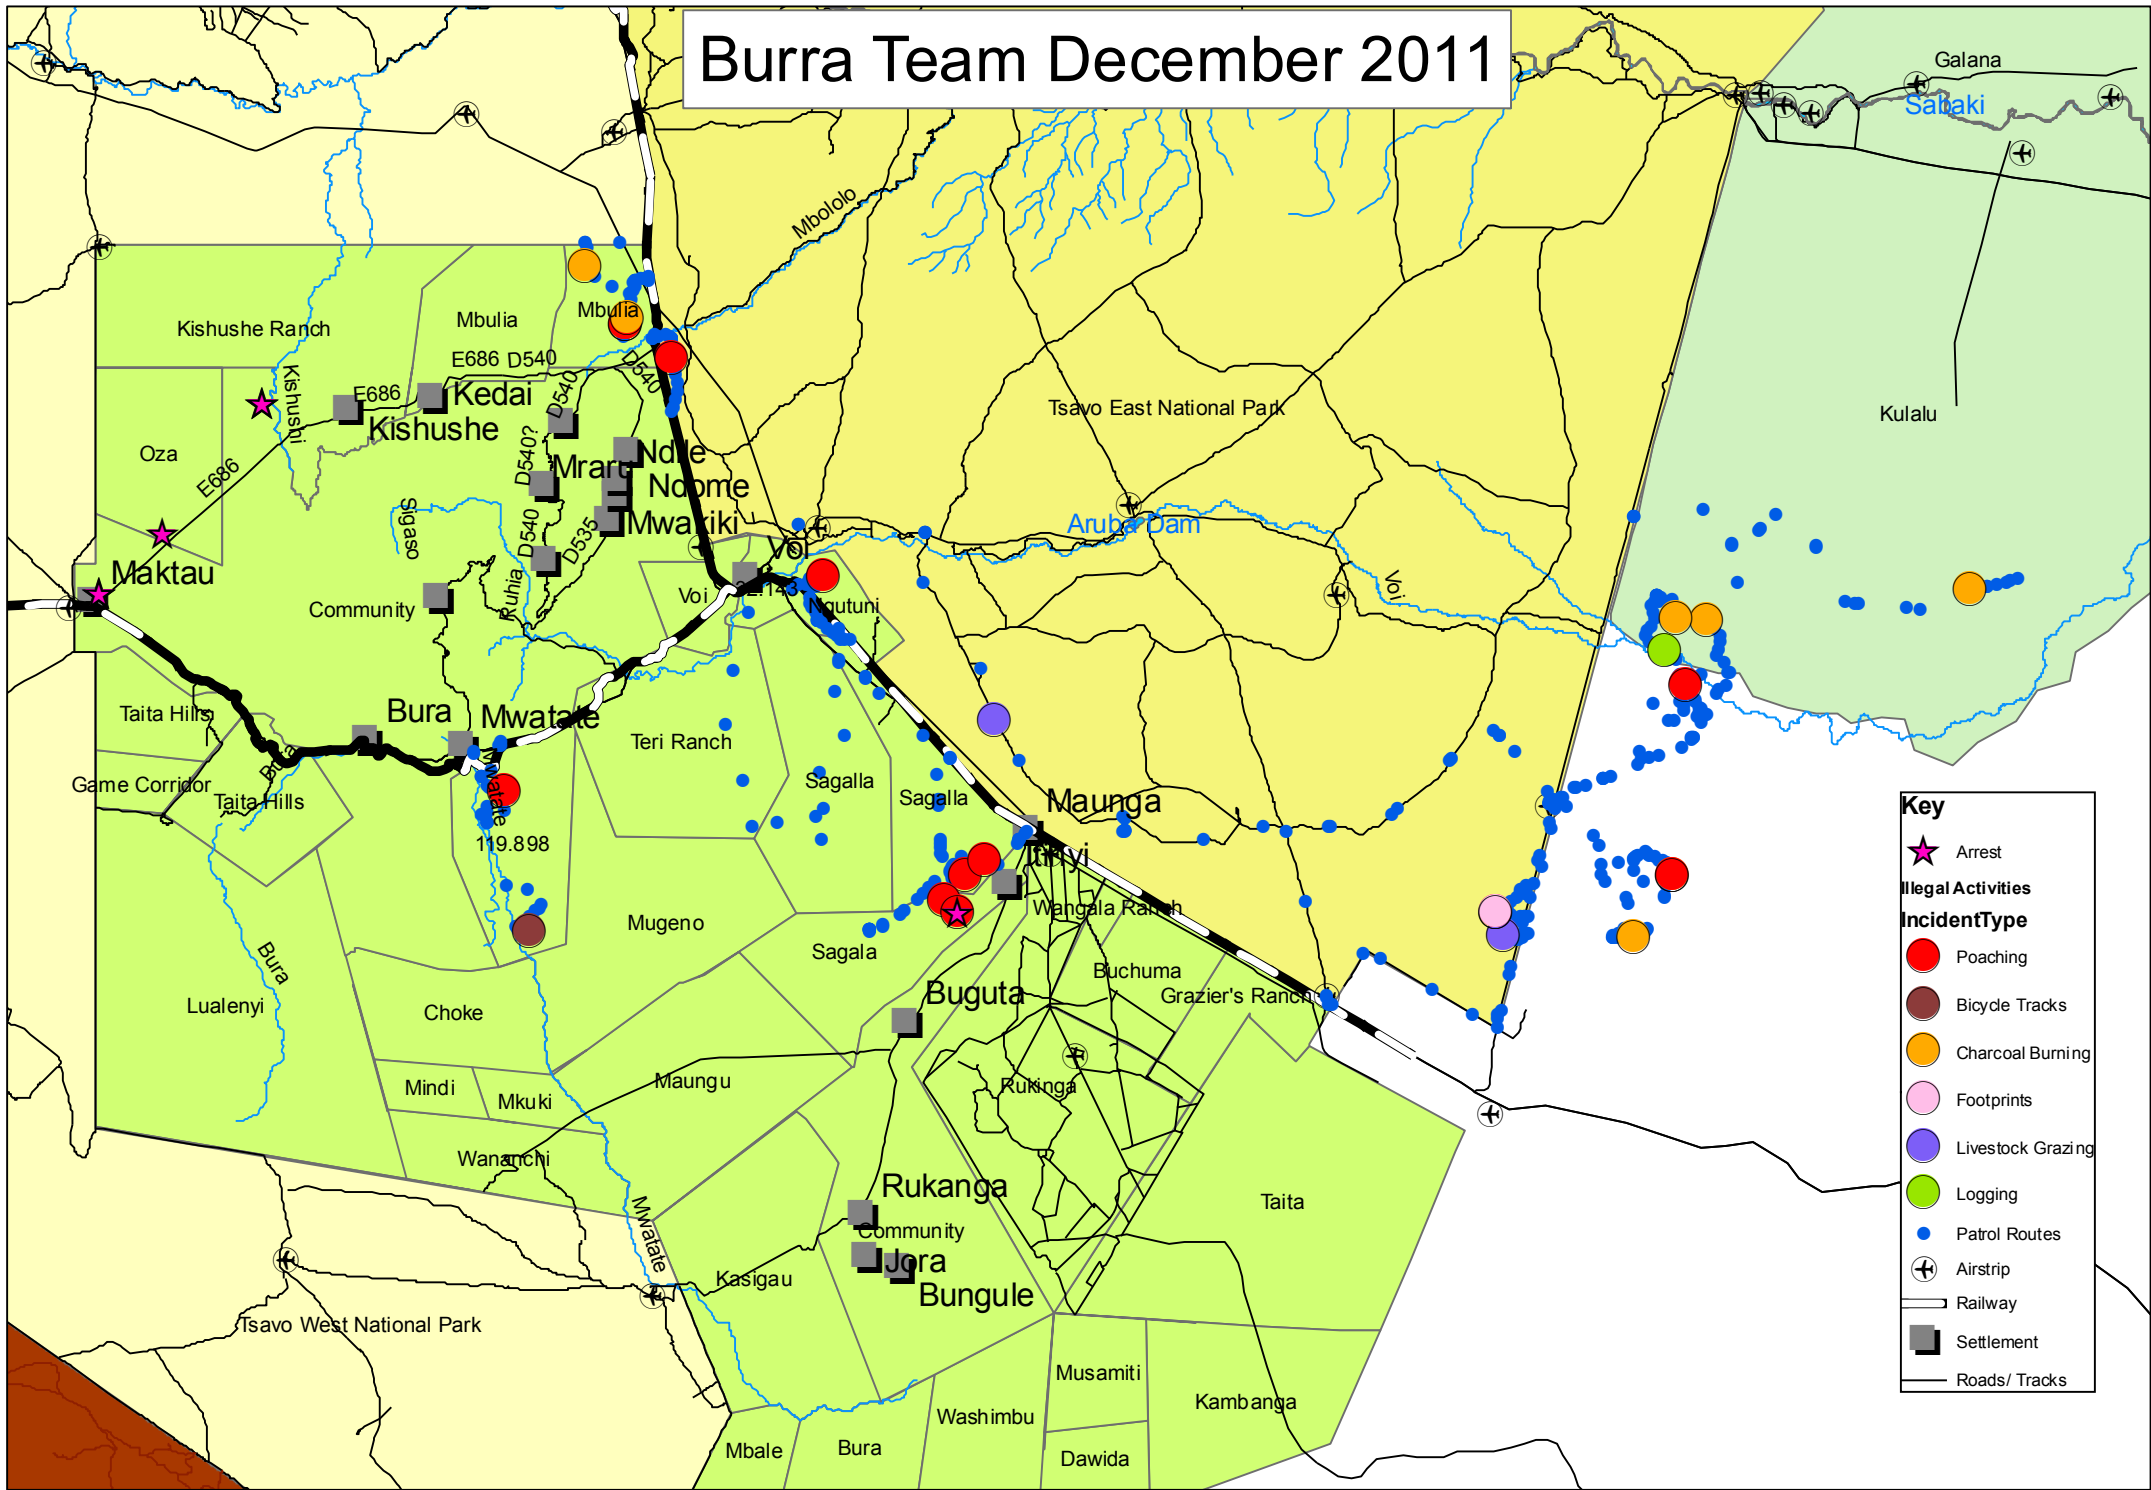 Burra Team December 2011
Galana
Sabaki
Mbololo
Kishushe Ranch
Mbulia
Mbulia
E686
D540
D540
Kishushi
E686
Kedai
D540
Kishushe
Tsavo East National Park
Kulalu
Oza
E686
D540?
Mraru
Ndile
Ndome
Sigaso
Mwakiki
D540
D535
Aruba Dam
Voi
Maktau
Ruhia
Voi
Ngutuni
Voi
Community
Taita Hills
Bura
Mwatate
Teri Ranch
Bura
Game Corridor
Taita Hills
Mwatate
Sagalla
Sagalla
Maunga
119.898
Key
Arrest
Illegal Activities
IncidentType
Poaching
Bicycle Tracks
Charcoal Burning
Footprints
Livestock Grazing
Logging
Patrol Routes
Airstrip
Railway
Settlement
Roads/ Tracks
Wangala Ranch
Mugeno
Sagala
Bura
Buchuma
Grazier's Ranch
Lualenyi
Choke
Buguta
Mindi
Mkuki
Maungu
Rukinga
Wananchi
Rukanga
Taita
Mwatate
Community
Jora
Kasigau
Bungule
Tsavo West National Park
Musamiti
Kambanga
Washimbu
Mbale
Bura
Dawida